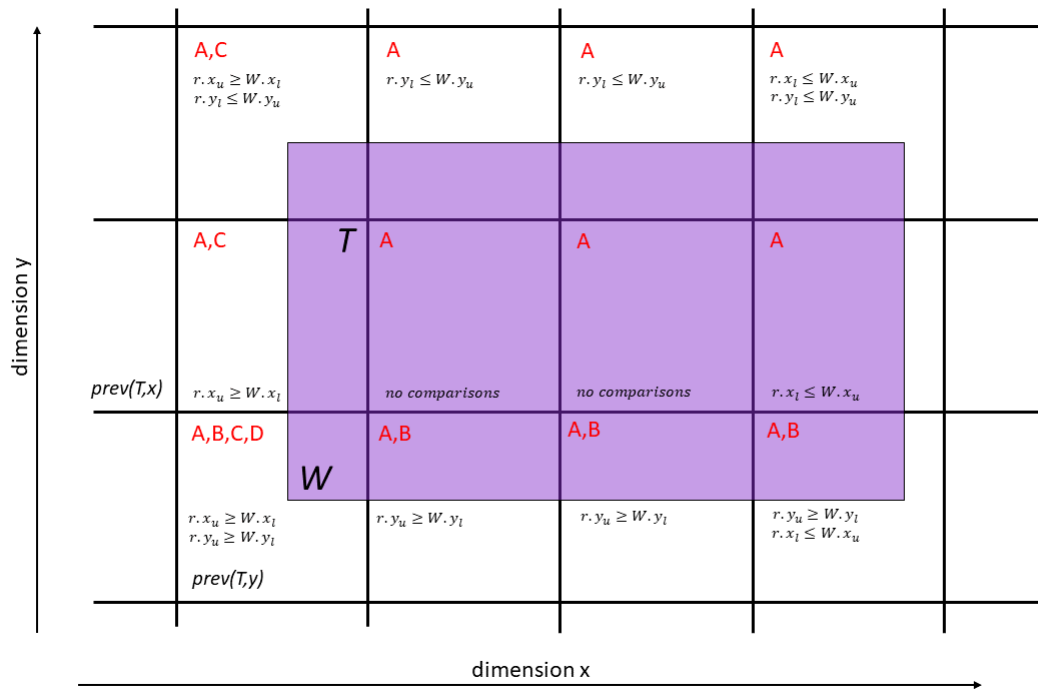 A,C
r.x_u ≥ W.x_l
r.y_l ≤ W.y_u
A
r.y_l ≤ W.y_u
A
r.y_l ≤ W.y_u
A
r.x_l ≤ W.x_u
r.y_l ≤ W.y_u
A,C
T
A
A
A
dimension y
prev(T,x)
r.x_u ≥ W.x_l
no comparisons
no comparisons
r.x_l ≤ W.x_u
A,B,C,D
A,B
A,B
A,B
W
r.x_u ≥ W.x_l
r.y_u ≥ W.y_l
r.y_u ≥ W.y_l
r.y_u ≥ W.y_l
r.y_u ≥ W.y_l
r.x_l ≤ W.x_u
prev(T,y)
dimension x